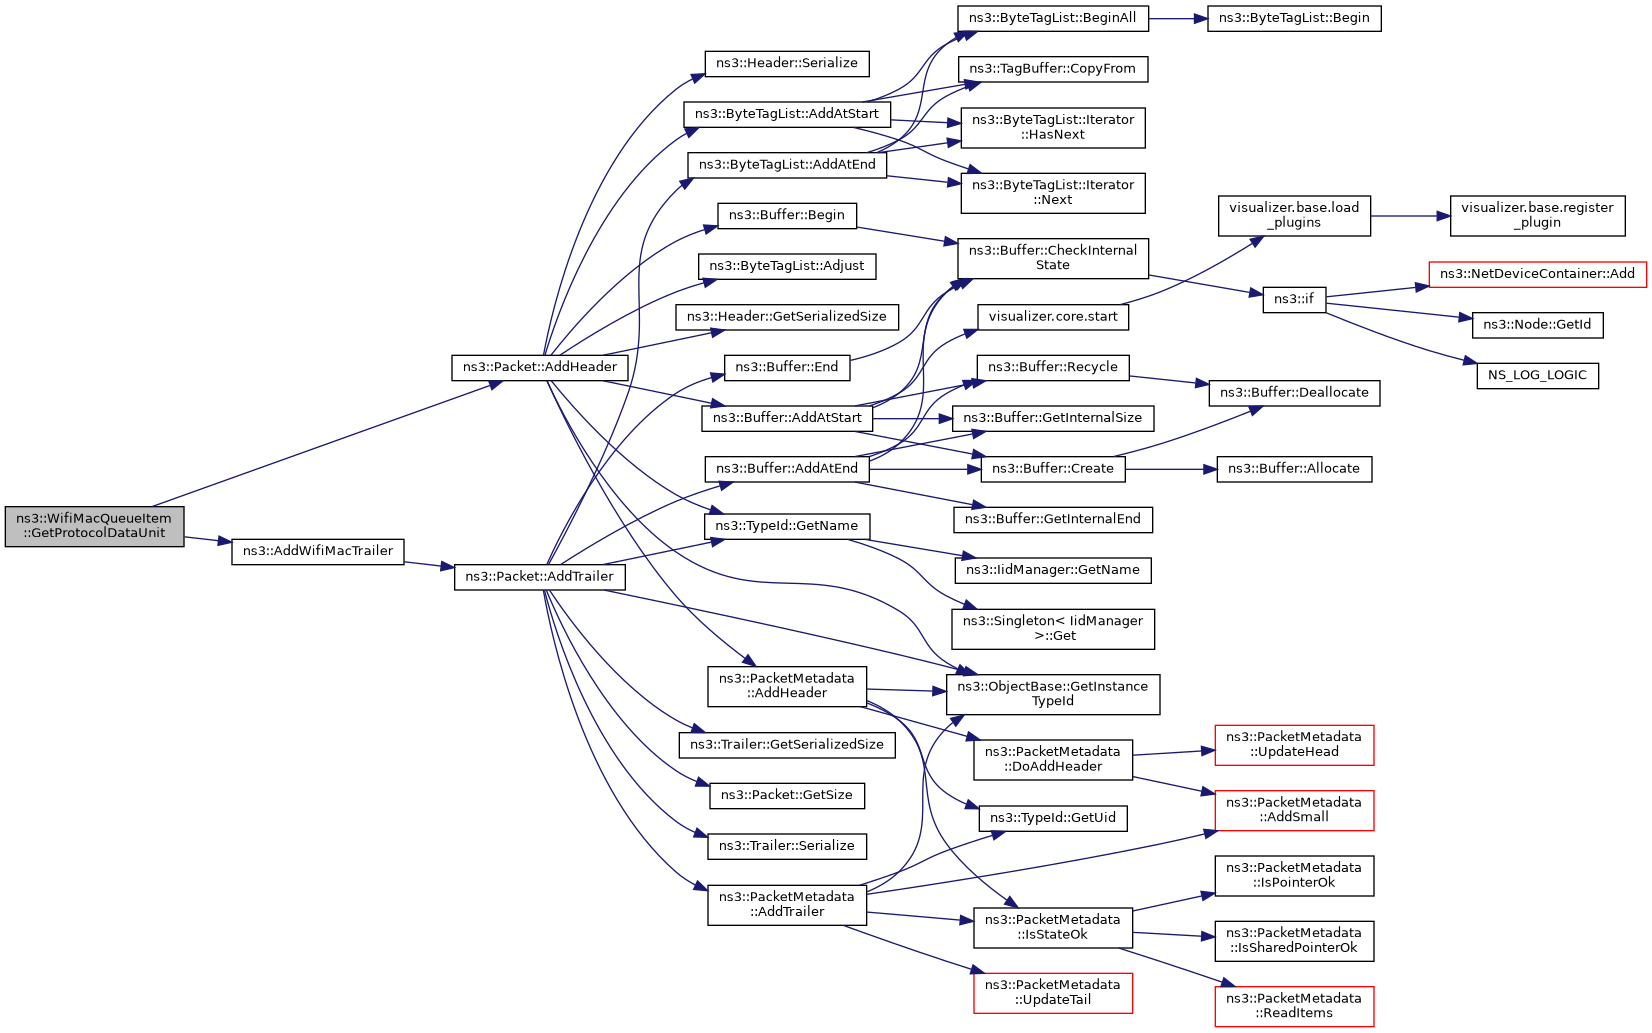 ns3::WifiMacQueueItem
::GetProtocolDataUnit
ns3::Packet::AddHeader
ns3::AddWifiMacTrailer
ns3::Packet::AddTrailer
ns3::Header::Serialize
ns3::ByteTagList::AddAtStart
ns3::ByteTagList::AddAtEnd
ns3::Buffer::Begin
ns3::ByteTagList::Adjust
ns3::Header::GetSerializedSize
ns3::Buffer::End
ns3::Buffer::AddAtStart
ns3::Buffer::AddAtEnd
ns3::TypeId::GetName
ns3::PacketMetadata
::AddHeader
ns3::Trailer::GetSerializedSize
ns3::Packet::GetSize
ns3::Trailer::Serialize
ns3::PacketMetadata
::AddTrailer
ns3::ByteTagList::BeginAll
ns3::TagBuffer::CopyFrom
ns3::ByteTagList::Iterator
::HasNext
ns3::ByteTagList::Iterator
::Next
ns3::Buffer::CheckInternal
State
visualizer.core.start
ns3::Buffer::Recycle
ns3::Buffer::GetInternalSize
ns3::Buffer::Create
ns3::Buffer::GetInternalEnd
ns3::IidManager::GetName
ns3::Singleton< IidManager
>::Get
ns3::ObjectBase::GetInstance
TypeId
ns3::PacketMetadata
::DoAddHeader
ns3::TypeId::GetUid
ns3::PacketMetadata
::IsStateOk
ns3::PacketMetadata
::UpdateTail
ns3::ByteTagList::Begin
visualizer.base.load
_plugins
ns3::if
ns3::Buffer::Deallocate
ns3::Buffer::Allocate
ns3::PacketMetadata
::UpdateHead
ns3::PacketMetadata
::AddSmall
ns3::PacketMetadata
::IsPointerOk
ns3::PacketMetadata
::IsSharedPointerOk
ns3::PacketMetadata
::ReadItems
visualizer.base.register
_plugin
ns3::NetDeviceContainer::Add
ns3::Node::GetId
NS_LOG_LOGIC